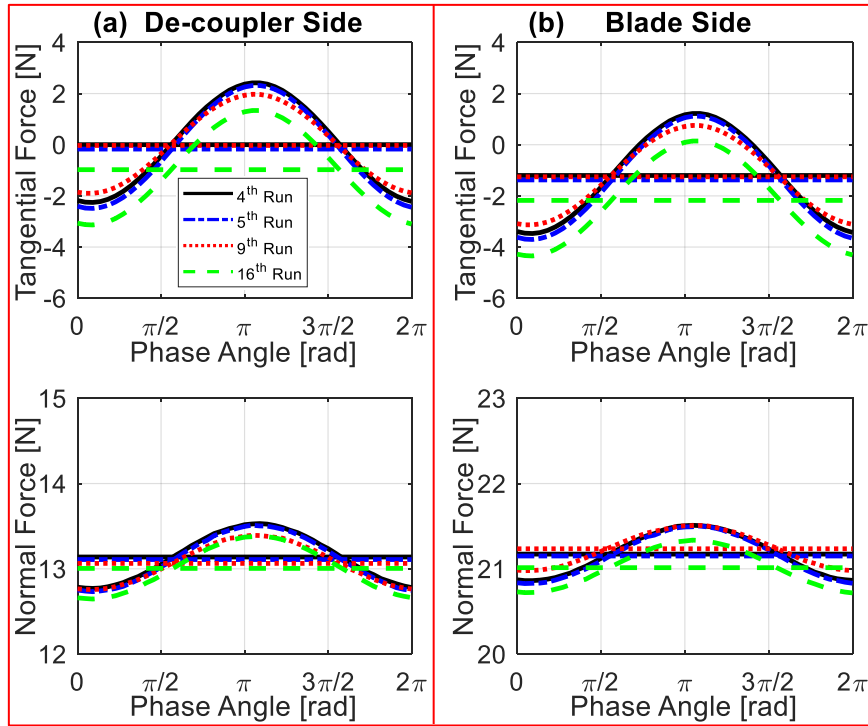 (a) De-coupler Side
Tangential Force [N]
4
2
0
-2
-4
-6
4th Run
5th Run
9th Run
16th Run
0 π/2 π 3π/2 2π
Phase Angle [rad]
Normal Force [N]
15
14
13
12
0 π/2 π 3π/2 2π
Phase Angle [rad]
(b) Blade Side
Tangential Force [N]
4
2
0
-2
-4
-6
0 π/2 π 3π/2 2π
Phase Angle [rad]
Normal Force [N]
23
22
21
20
0 π/2 π 3π/2 2π
Phase Angle [rad]